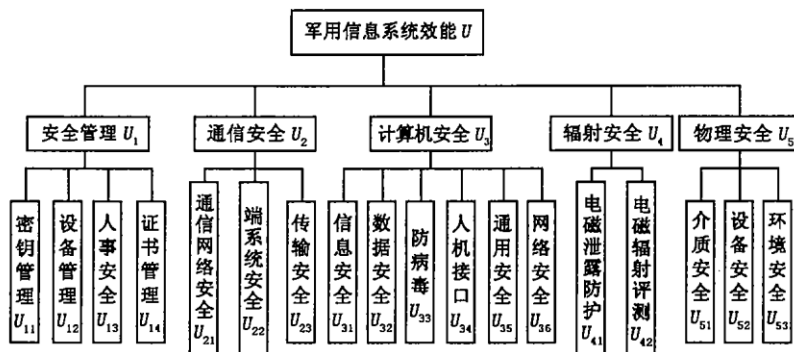 军用信息系统效能 U
安全管理 U₁
通信安全 U₂
计算机安全 U₃
辐射安全 U₄
物理安全 U₅
密钥管理 U₁₁
设备管理 U₁₂
人事安全 U₁₃
证书管理 U₁₄
通信网络安全 U₂₁
端系统安全 U₂₂
传输安全 U₂₃
信息安全 U₃₁
数据安全 U₃₂
防病毒 U₃₃
人机接口 U₃₄
通用安全 U₃₅
网络安全 U₃₆
电磁泄露防护 U₄₁
电磁辐射评测 U₄₂
介质安全 U₅₁
设备安全 U₅₂
环境安全 U₅₃